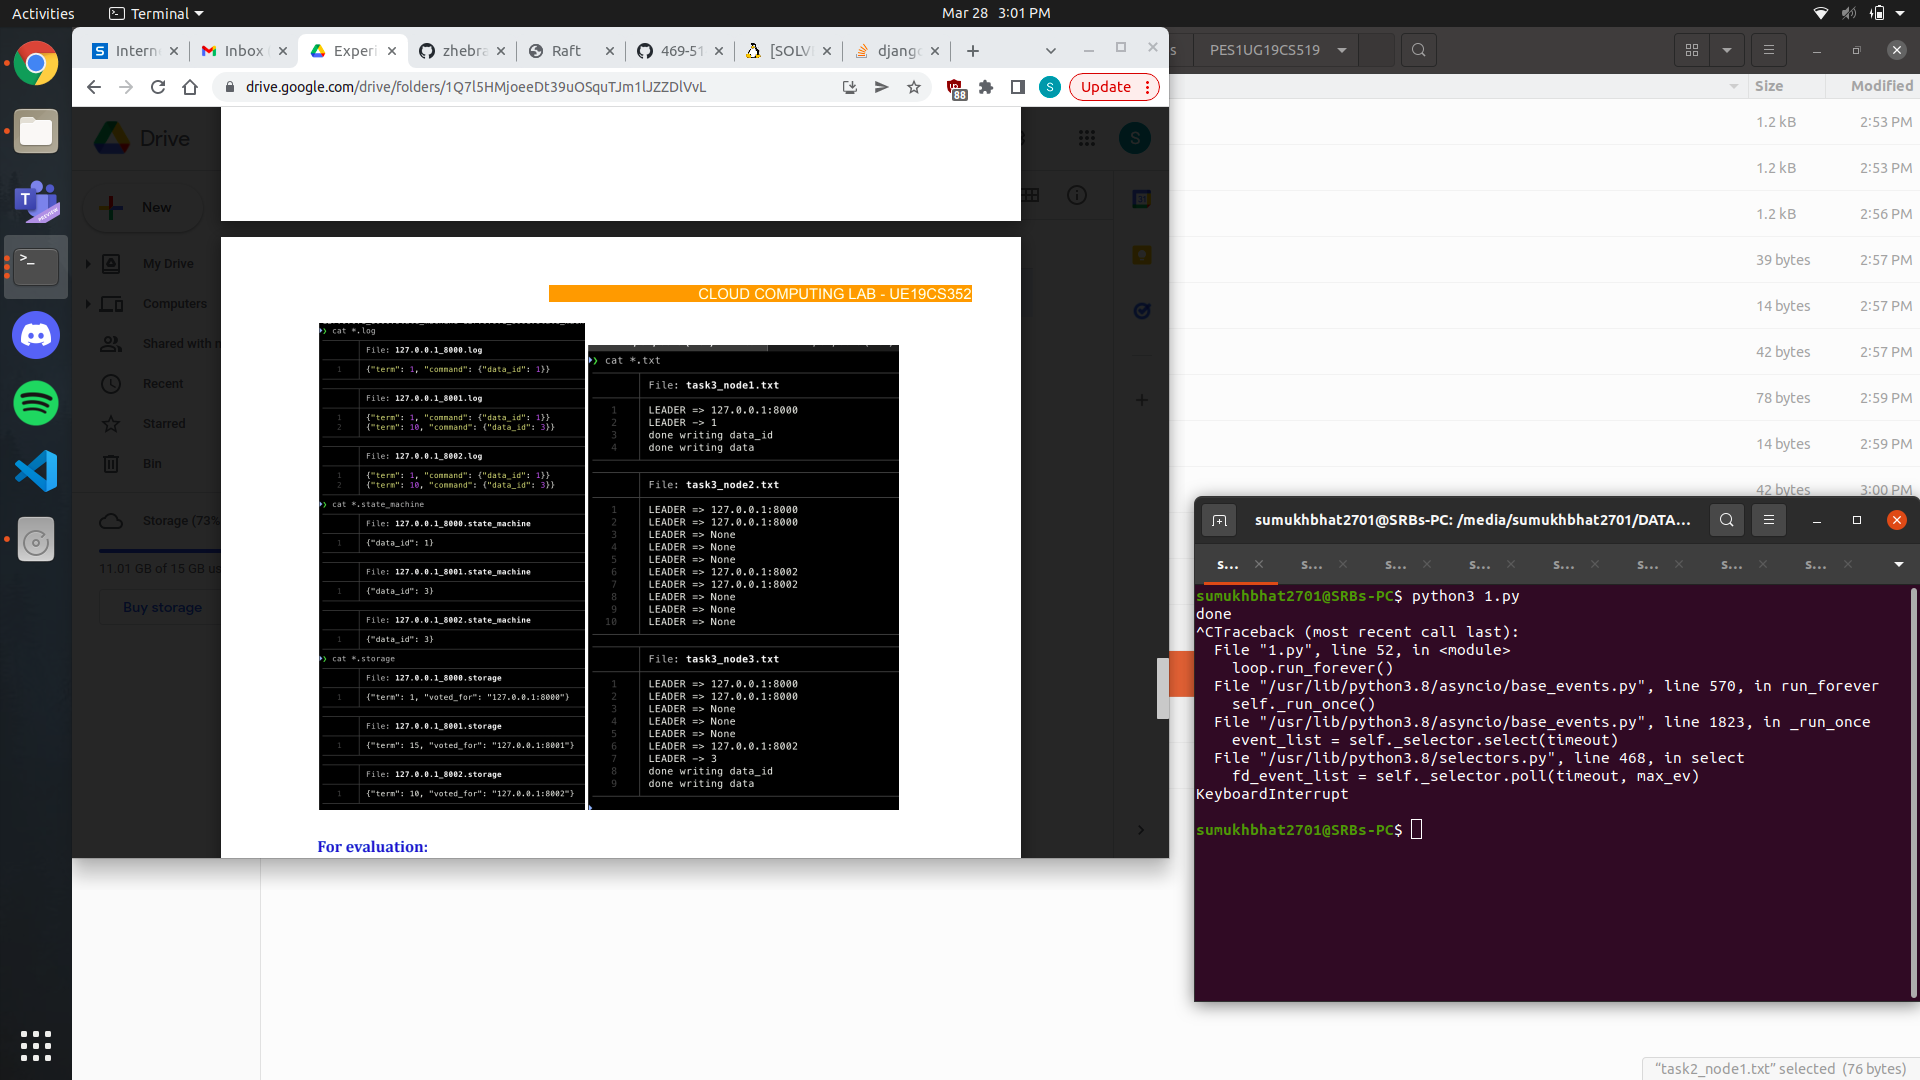 Activities
Terminal
Mar 28 3:01 PM
Intern
Inbox
Experi
zhebra
Raft
469-51
[SOLV
djang
drive.google.com/drive/folders/1Q7l5HMjoeeDt39uOSquTJm1lJZZDlVvL
88
S
Update
Drive
S
New
My Drive
Computers
Shared with
Recent
Starred
Bin
Storage (73%
11.01 GB of 15 GB us
Buy storage
CLOUD COMPUTING LAB - UE19CS352
cat *.log
File: 127.0.0.1_8000.log
1 {"term": 1, "command": {"data_id": 1}}
File: 127.0.0.1_8001.log
1 {"term": 1, "command": {"data_id": 1}}
2 {"term": 10, "command": {"data_id": 3}}
File: 127.0.0.1_8002.log
1 {"term": 1, "command": {"data_id": 1}}
2 {"term": 10, "command": {"data_id": 3}}
cat *.state_machine
File: 127.0.0.1_8000.state_machine
1 {"data_id": 1}
File: 127.0.0.1_8001.state_machine
1 {"data_id": 3}
File: 127.0.0.1_8002.state_machine
1 {"data_id": 3}
cat *.storage
File: 127.0.0.1_8000.storage
1 {"term": 1, "voted_for": "127.0.0.1:8000"}
File: 127.0.0.1_8001.storage
1 {"term": 15, "voted_for": "127.0.0.1:8001"}
File: 127.0.0.1_8002.storage
1 {"term": 10, "voted_for": "127.0.0.1:8002"}
cat *.txt
File: task3_node1.txt
1 LEADER => 127.0.0.1:8000
2 LEADER -> 1
3 done writing data_id
4 done writing data
File: task3_node2.txt
1 LEADER => 127.0.0.1:8000
2 LEADER => 127.0.0.1:8000
3 LEADER => None
4 LEADER => None
5 LEADER => None
6 LEADER => 127.0.0.1:8002
7 LEADER => 127.0.0.1:8002
8 LEADER => None
9 LEADER => None
10 LEADER => None
File: task3_node3.txt
1 LEADER => 127.0.0.1:8000
2 LEADER => 127.0.0.1:8000
3 LEADER => None
4 LEADER => None
5 LEADER => None
6 LEADER => 127.0.0.1:8002
7 LEADER -> 3
8 done writing data_id
9 done writing data
For evaluation:
s PES1UG19CS519
Size Modified
1.2 kB 2:53 PM
1.2 kB 2:53 PM
1.2 kB 2:56 PM
39 bytes 2:57 PM
14 bytes 2:57 PM
42 bytes 2:57 PM
78 bytes 2:59 PM
14 bytes 2:59 PM
42 bytes 3:00 PM
sumukhbhat2701@SRBs-PC: /media/sumukhbhat2701/DATA...
s... s... s... s... s... s... s... s...
sumukhbhat2701@SRBs-PC$ python3 1.py
done
^CTraceback (most recent call last):
File "1.py", line 52, in <module>
loop.run_forever()
File "/usr/lib/python3.8/asyncio/base_events.py", line 570, in run_forever
self._run_once()
File "/usr/lib/python3.8/asyncio/base_events.py", line 1823, in _run_once
event_list = self._selector.select(timeout)
File "/usr/lib/python3.8/selectors.py", line 468, in select
fd_event_list = self._selector.poll(timeout, max_ev)
KeyboardInterrupt
sumukhbhat2701@SRBs-PC$
"task2_node1.txt" selected (76 bytes)